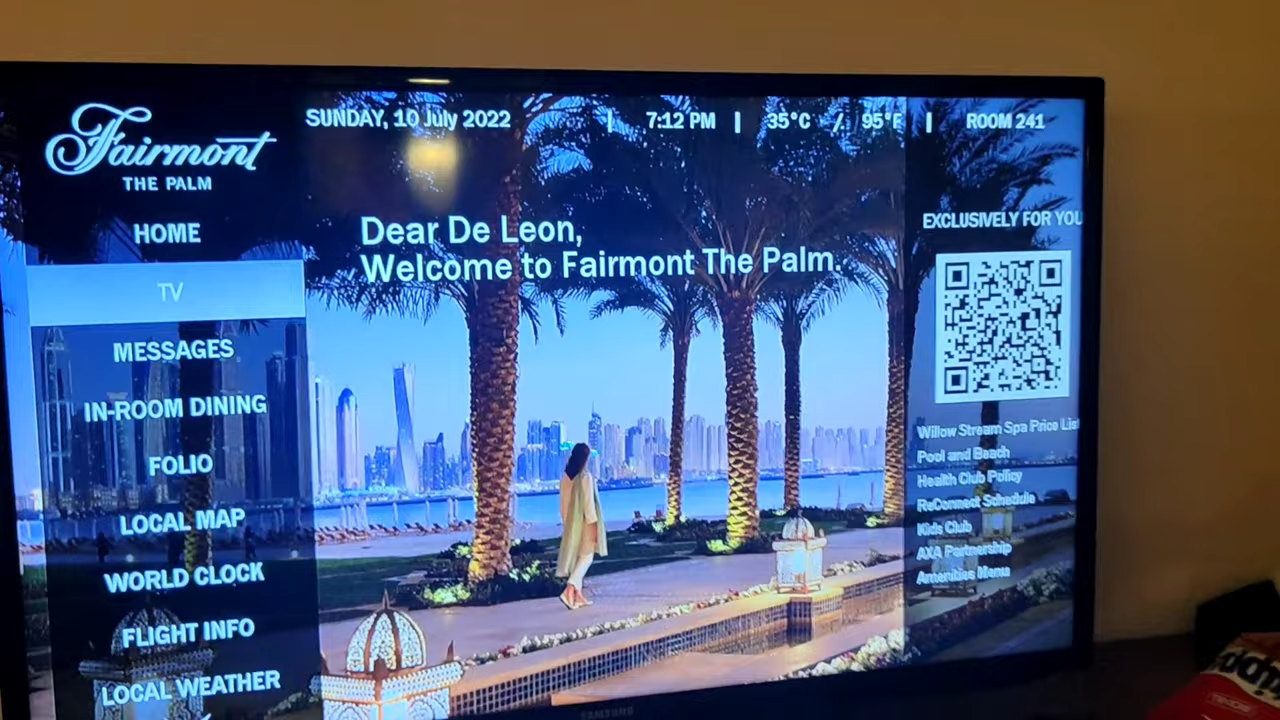 Fairmont
THE PALM
SUNDAY, 10 July 2022 | 7:12 PM | 35°C / 95°F | ROOM 241
HOME
TV
MESSAGES
IN-ROOM DINING
FOLIO
LOCAL MAP
WORLD CLOCK
FLIGHT INFO
LOCAL WEATHER
Dear De Leon,
Welcome to Fairmont The Palm.
EXCLUSIVELY FOR YOU
Willow Stream Spa Price List
Pool and Beach
Health Club Policy
ReConnect Schedule
Kids Club
AXA Partnership
Amenities Menu
SAMSUNG